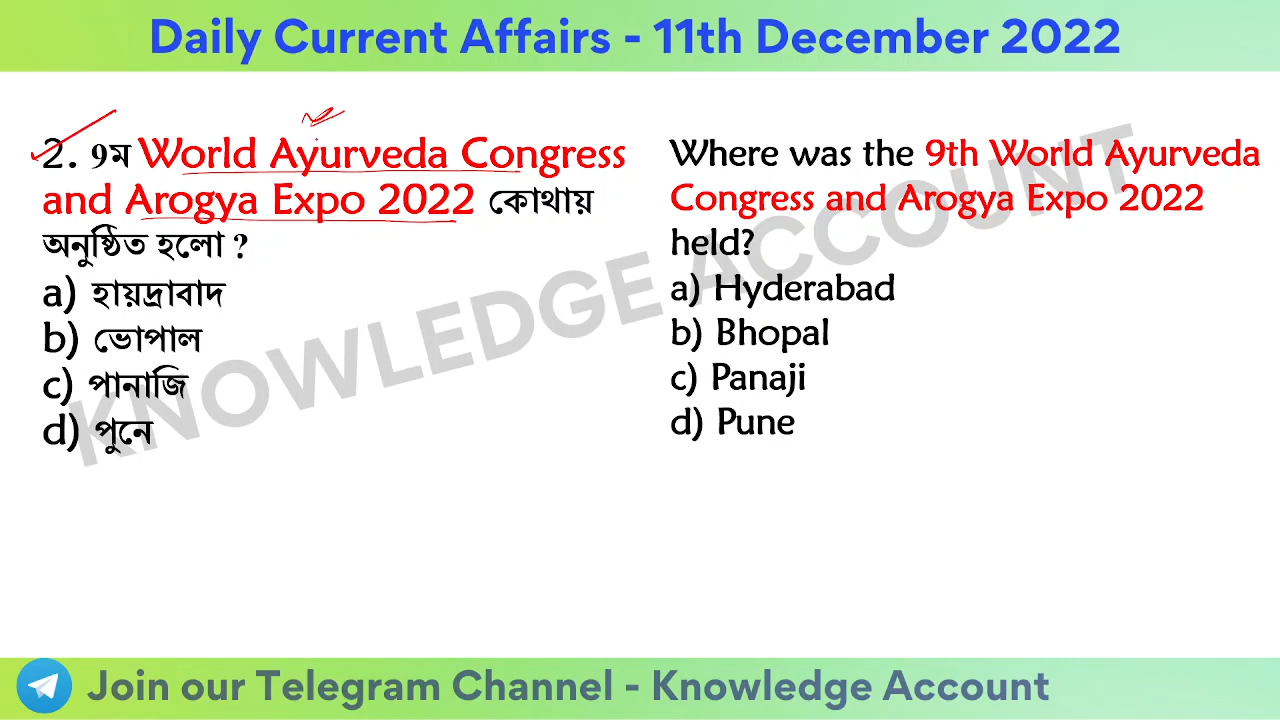 Daily Current Affairs - 11th December 2022
2. 9ম World Ayurveda Congress
and Arogya Expo 2022 কোথায়
অনুষ্ঠিত হলো ?
a) হায়দ্রাবাদ
b) ভোপাল
c) পানাজি
d) পুনে
Where was the 9th World Ayurveda
Congress and Arogya Expo 2022
held?
a) Hyderabad
b) Bhopal
c) Panaji
d) Pune
KNOWLEDGE ACCOUNT
Join our Telegram Channel - Knowledge Account